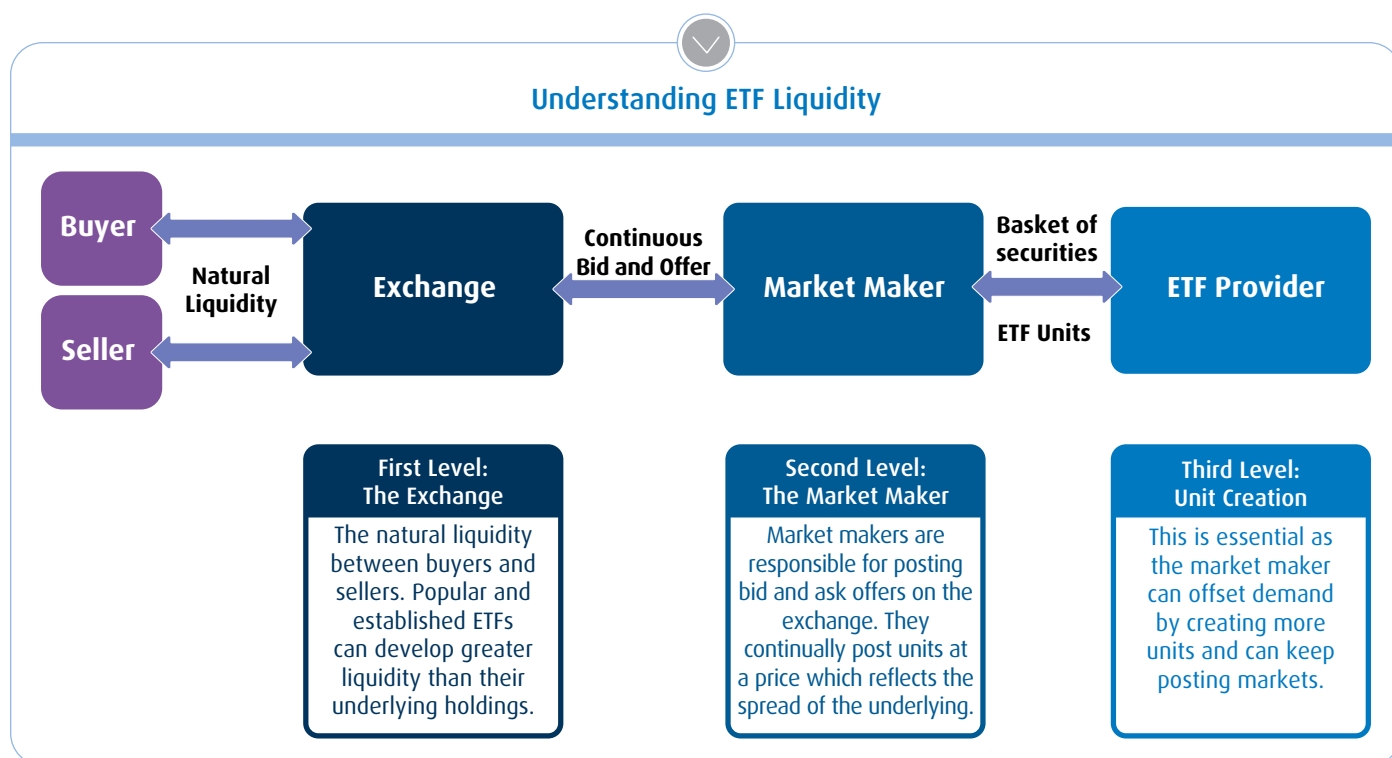 Understanding ETF Liquidity
Buyer
Seller
Natural
Liquidity
Exchange
Continuous
Bid and Offer
Market Maker
Basket of
securities
ETF Units
ETF Provider
First Level:
The Exchange
The natural liquidity
between buyers and
sellers. Popular and
established ETFs
can develop greater
liquidity than their
underlying holdings.
Second Level:
The Market Maker
Market makers are
responsible for posting
bid and ask offers on the
exchange. They
continually post units at
a price which reflects the
spread of the underlying.
Third Level:
Unit Creation
This is essential as
the market maker
can offset demand
by creating more
units and can keep
posting markets.